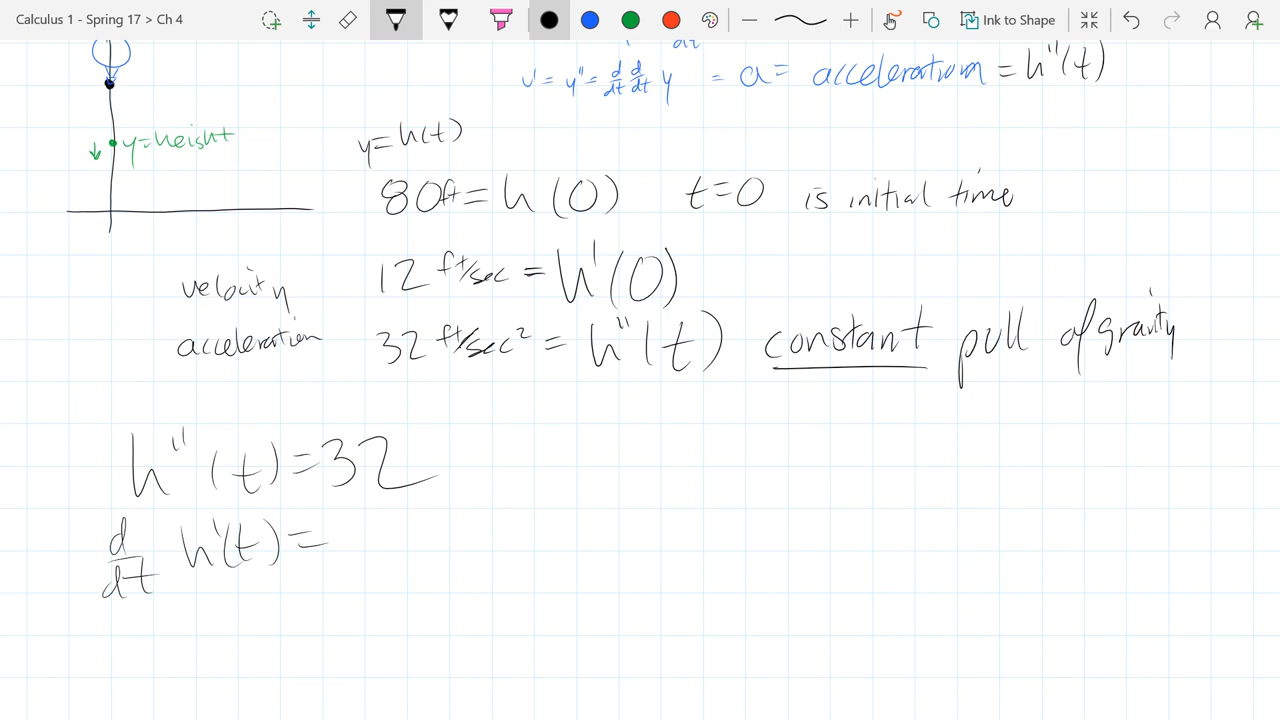 Calculus 1 - Spring 17 > Ch 4
Ink to Shape
v' = y'' = d/dt d/dt y = a = acceleration = h''(t)
y=height
y=h(t)
80ft = h(0) t=0 is initial time
velocity 12 ft/sec = h'(0)
acceleration 32 ft/sec² = h''(t) constant pull of gravity
h''(t)=32
d/dt h'(t)=